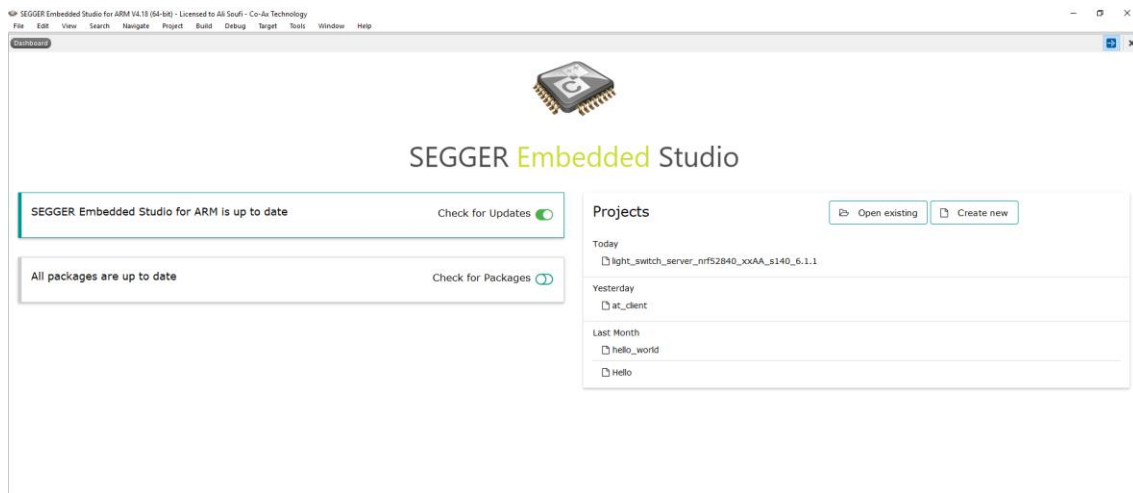 SEGGER Embedded Studio for ARM V4.18 (64-bit) - Licensed to Ali Soufi - Co-Ax Technology
File Edit View Search Navigate Project Build Debug Target Tools Window Help
Dashboard
C
SEGGER Embedded Studio
SEGGER Embedded Studio for ARM is up to date Check for Updates
All packages are up to date Check for Packages
Projects Open existing Create new
Today
light_switch_server_nrf52840_xxAA_s140_6.1.1
Yesterday
at_client
Last Month
hello_world
Hello